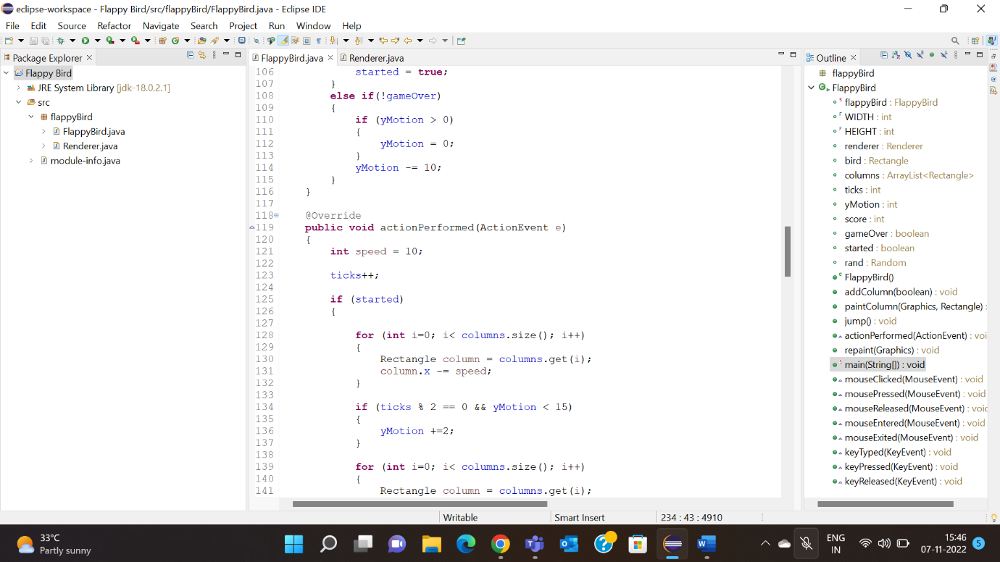 eclipse-workspace - Flappy Bird/src/flappyBird/FlappyBird.java - Eclipse IDE
File Edit Source Refactor Navigate Search Project Run Window Help
Package Explorer
Flappy Bird
JRE System Library [jdk-18.0.2.1]
src
flappyBird
FlappyBird.java
Renderer.java
module-info.java
FlappyBird.java
Renderer.java
106 started = true;
107 }
108 else if(!gameOver)
109 {
110 if (yMotion > 0)
111 {
112 yMotion = 0;
113 }
114 yMotion -= 10;
115 }
116 }
117
118 @Override
119 public void actionPerformed(ActionEvent e)
120 {
121 int speed = 10;
122
123 ticks++;
124
125 if (started)
126 {
127
128 for (int i=0; i< columns.size(); i++)
129 {
130 Rectangle column = columns.get(i);
131 column.x -= speed;
132 }
133
134 if (ticks % 2 == 0 && yMotion < 15)
135 {
136 yMotion +=2;
137 }
138
139 for (int i=0; i< columns.size(); i++)
140 {
141 Rectangle column = columns.get(i);
Outline
flappyBird
FlappyBird
flappyBird : FlappyBird
WIDTH : int
HEIGHT : int
renderer : Renderer
bird : Rectangle
columns : ArrayList<Rectangle>
ticks : int
yMotion : int
score : int
gameOver : boolean
started : boolean
rand : Random
FlappyBird()
addColumn(boolean) : void
paintColumn(Graphics, Rectangle) :
jump() : void
actionPerformed(ActionEvent) : voi
repaint(Graphics) : void
main(String[]) : void
mouseClicked(MouseEvent) : void
mousePressed(MouseEvent) : void
mouseReleased(MouseEvent) : voic
mouseEntered(MouseEvent) : void
mouseExited(MouseEvent) : void
keyTyped(KeyEvent) : void
keyPressed(KeyEvent) : void
keyReleased(KeyEvent) : void
Writable Smart Insert 234 : 43 : 4910
33°C
Partly sunny
ENG
IN
15:46
07-11-2022
5